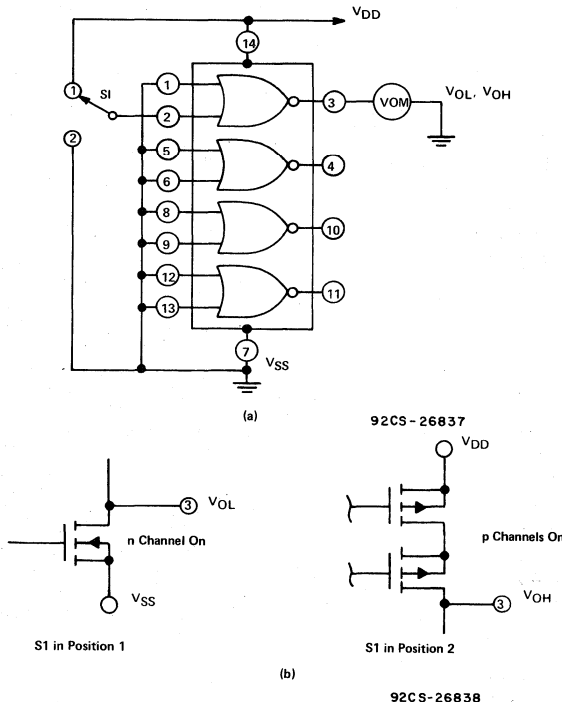 VDD
14
1
SI
1
2
3
VOM
VOL, VOH
2
5
6
4
8
9
10
12
13
11
7
VSS
(a)
92CS-26837
VDD
3
VOL
n Channel On
p Channels On
VSS
3
VOH
S1 in Position 1
S1 in Position 2
(b)
92CS-26838